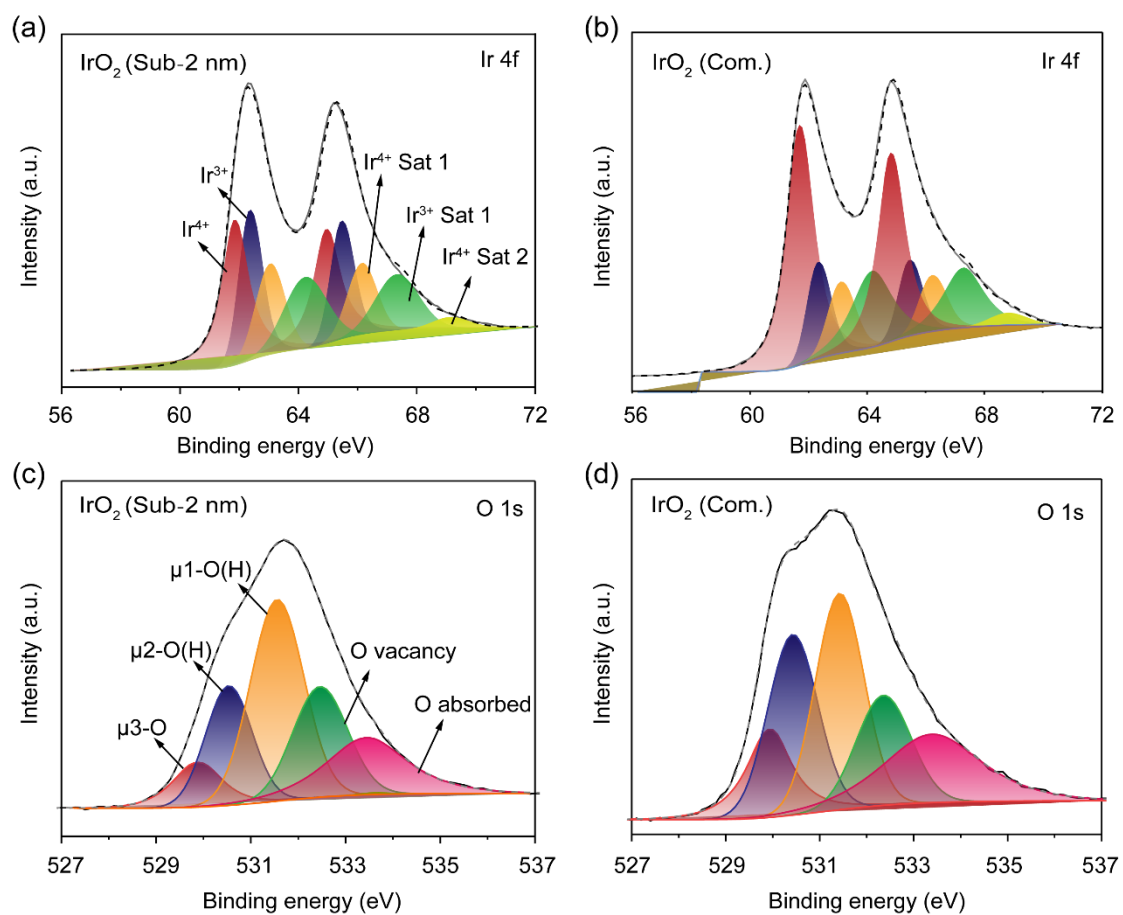 (a)
IrO₂ (Sub-2 nm)
Ir 4f
Ir⁴⁺ Sat 1
Ir³⁺
Ir³⁺ Sat 1
Ir⁴⁺
Ir⁴⁺ Sat 2
Intensity (a.u.)
56 60 64 68 72
Binding energy (eV)
(b)
IrO₂ (Com.)
Ir 4f
Intensity (a.u.)
56 60 64 68 72
Binding energy (eV)
(c)
IrO₂ (Sub-2 nm)
O 1s
μ1-O(H)
μ2-O(H)
O vacancy
μ3-O
O absorbed
Intensity (a.u.)
527 529 531 533 535 537
Binding energy (eV)
(d)
IrO₂ (Com.)
O 1s
Intensity (a.u.)
527 529 531 533 535 537
Binding energy (eV)